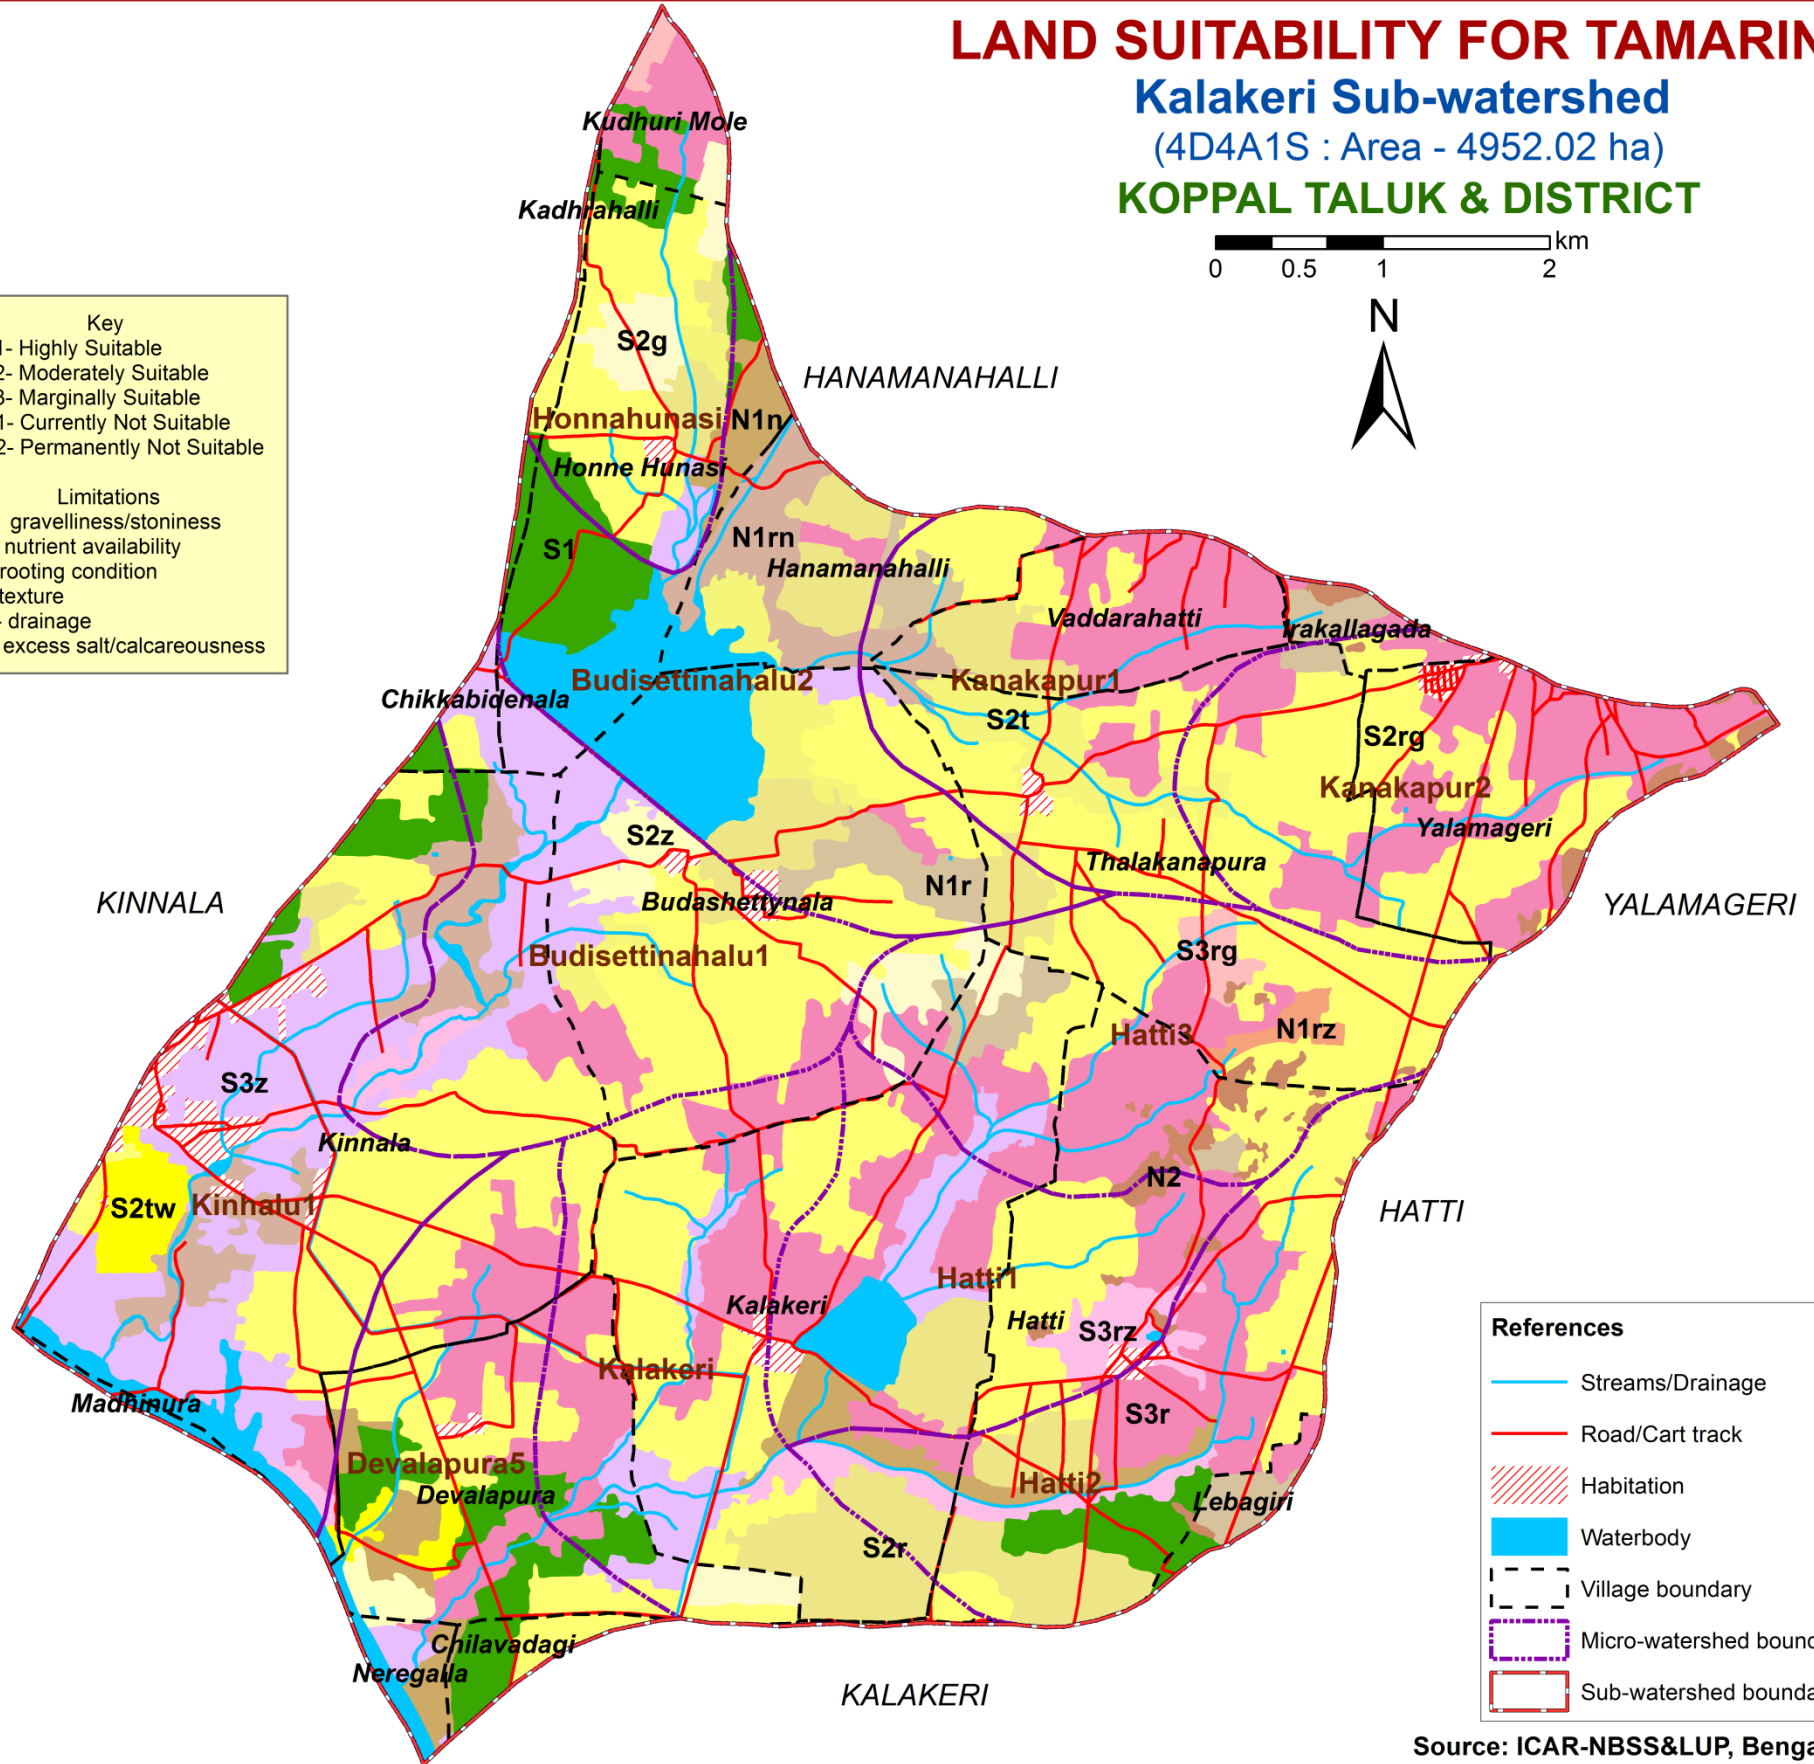 LAND SUITABILITY FOR TAMARIN
Kalakeri Sub-watershed
(4D4A1S : Area - 4952.02 ha)
KOPPAL TALUK & DISTRICT
km
0 0.5 1 2
N
Key
1- Highly Suitable
2- Moderately Suitable
3- Marginally Suitable
1- Currently Not Suitable
2- Permanently Not Suitable
Limitations
gravelliness/stoniness
nutrient availability
rooting condition
texture
- drainage
excess salt/calcareousness
Kudhuri Mole
Kadhrahalli
S2g
HANAMANAHALLI
Honnahunasi
N1n
Honne Hunasi
S1
N1rn
Hanamanahalli
Vaddarahatti
Irakallagada
Budisettinahalu2
Kanakapur1
Chikkabidenala
S2t
S2rg
Kanakapur2
S2z
Yalamageri
Thalakanapura
N1r
KINNALA
Budashettynala
YALAMAGERI
Budisettinahalu1
S3rg
Hatti3
N1rz
S3z
Kinnala
N2
S2tw
Kinhalu1
HATTI
Hatti1
Kalakeri
Hatti
S3rz
Kalakeri
Madhinura
S3r
Devalapura5
Hatti2
Devalapura
Lebagiri
S2r
Chilavadagi
Neregalla
KALAKERI
References
Streams/Drainage
Road/Cart track
Habitation
Waterbody
Village boundary
Micro-watershed bound
Sub-watershed bounda
Source: ICAR-NBSS&LUP, Benga